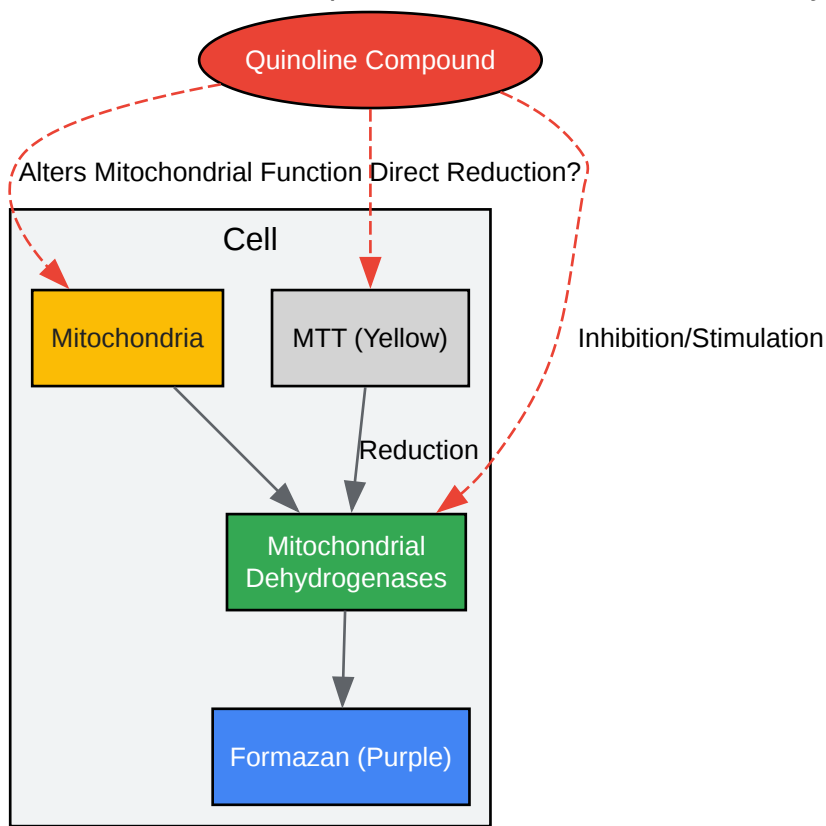 Quinoline Compound
Alters Mitochondrial Function
Direct Reduction?
Cell
Mitochondria
MTT (Yellow)
Inhibition/Stimulation
Reduction
Mitochondrial
Dehydrogenases
Formazan (Purple)